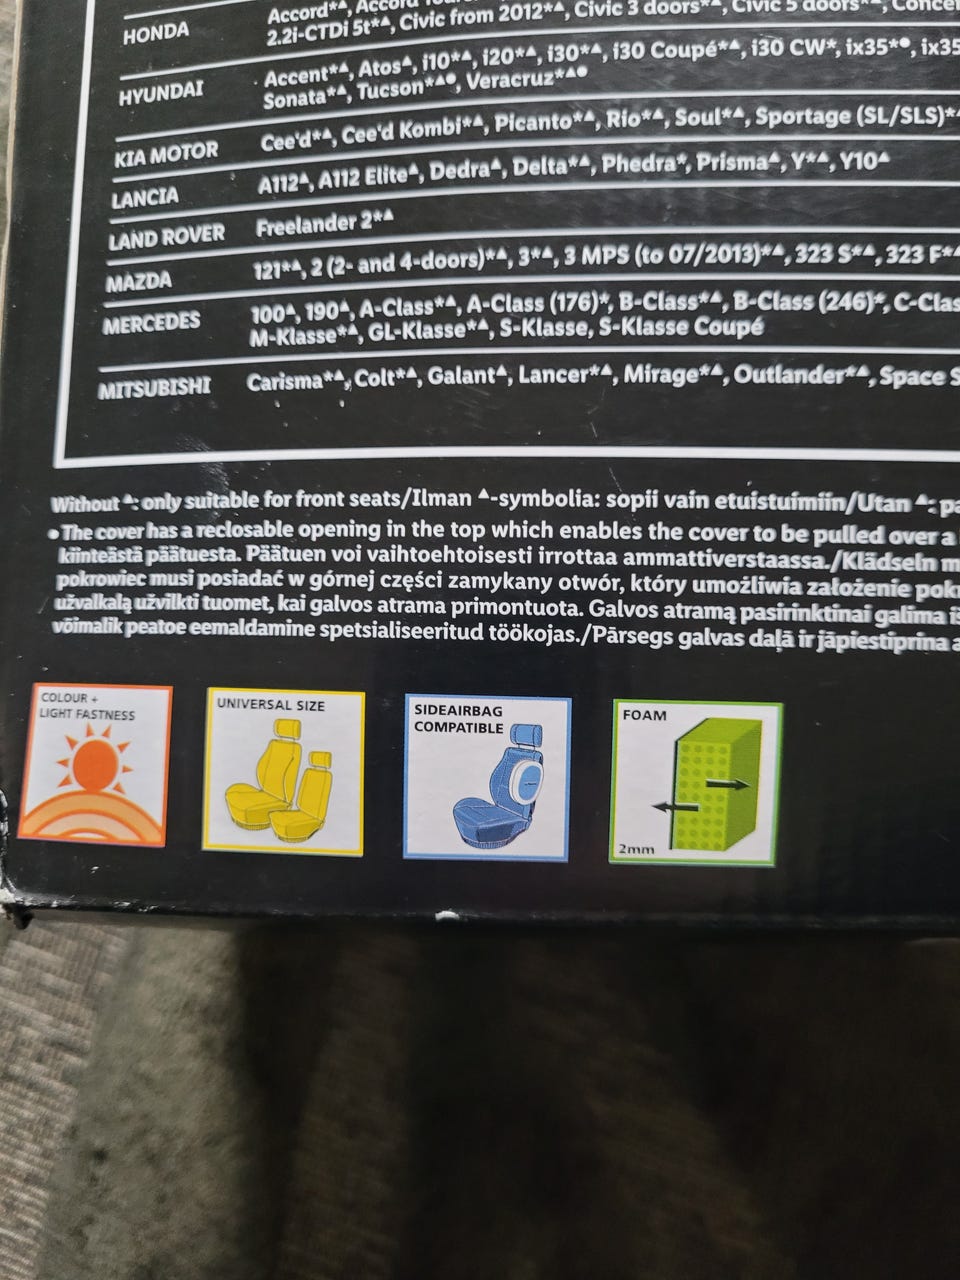 HONDA
Accord*▲, Accord
2.2i-CTDi 5t*▲, Civic from 2012*▲, Civic 3 doors*▲, Civic 5 doors*▲,
HYUNDAI
Accent*▲, Atos▲, i10*▲, i20*▲, i30*▲, i30 Coupé*▲, i30 CW*, ix35*●, ix35
Sonata*▲, Tucson*▲●, Veracruz*▲●
KIA MOTOR
Cee'd*▲, Cee'd Kombi*▲, Picanto*▲, Rio*▲, Soul*▲, Sportage (SL/SLS)*
LANCIA
A112▲, A112 Elite▲, Dedra▲, Delta*▲, Phedra*, Prisma▲, Y*▲, Y10▲
LAND ROVER
Freelander 2*▲
MAZDA
121*▲, 2 (2- and 4-doors)*▲, 3*▲, 3 MPS (to 07/2013)*▲, 323 S*▲, 323 F*▲
MERCEDES
100▲, 190▲, A-Class*▲, A-Class (176)*, B-Class*▲, B-Class (246)*, C-Clas
M-Klasse*▲, GL-Klasse*▲, S-Klasse, S-Klasse Coupé
MITSUBISHI
Carisma*▲, Colt*▲, Galant▲, Lancer*▲, Mirage*▲, Outlander*▲, Space S
Without ▲: only suitable for front seats/Ilman ▲-symbolia: sopii vain etuistuimiin/Utan ▲: pa
● The cover has a reclosable opening in the top which enables the cover to be pulled over a
kiinteästä päätuesta. Päätuen voi vaihtoehtoisesti irrottaa ammattiverstaassa./Klädseln m
pokrowiec musi posiadać w górnej części zamykany otwór, który umożliwia założenie pokr
užvalkalą užvilkti tuomet, kai galvos atrama primontuota. Galvos atramą pasirinktinai galima iš
võimalik peatoe eemaldamine spetsialiseeritud töökojas./Pārsegs galvas daļā ir jāpiestiprina a
COLOUR +
LIGHT FASTNESS
UNIVERSAL SIZE
SIDEAIRBAG
COMPATIBLE
FOAM
2mm